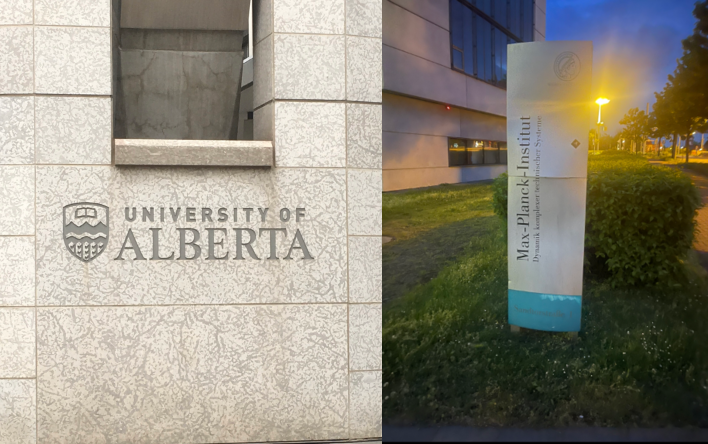 UNIVERSITY OF
ALBERTA
Max-Planck-Institut
Dynamik komplexer technischer Systeme